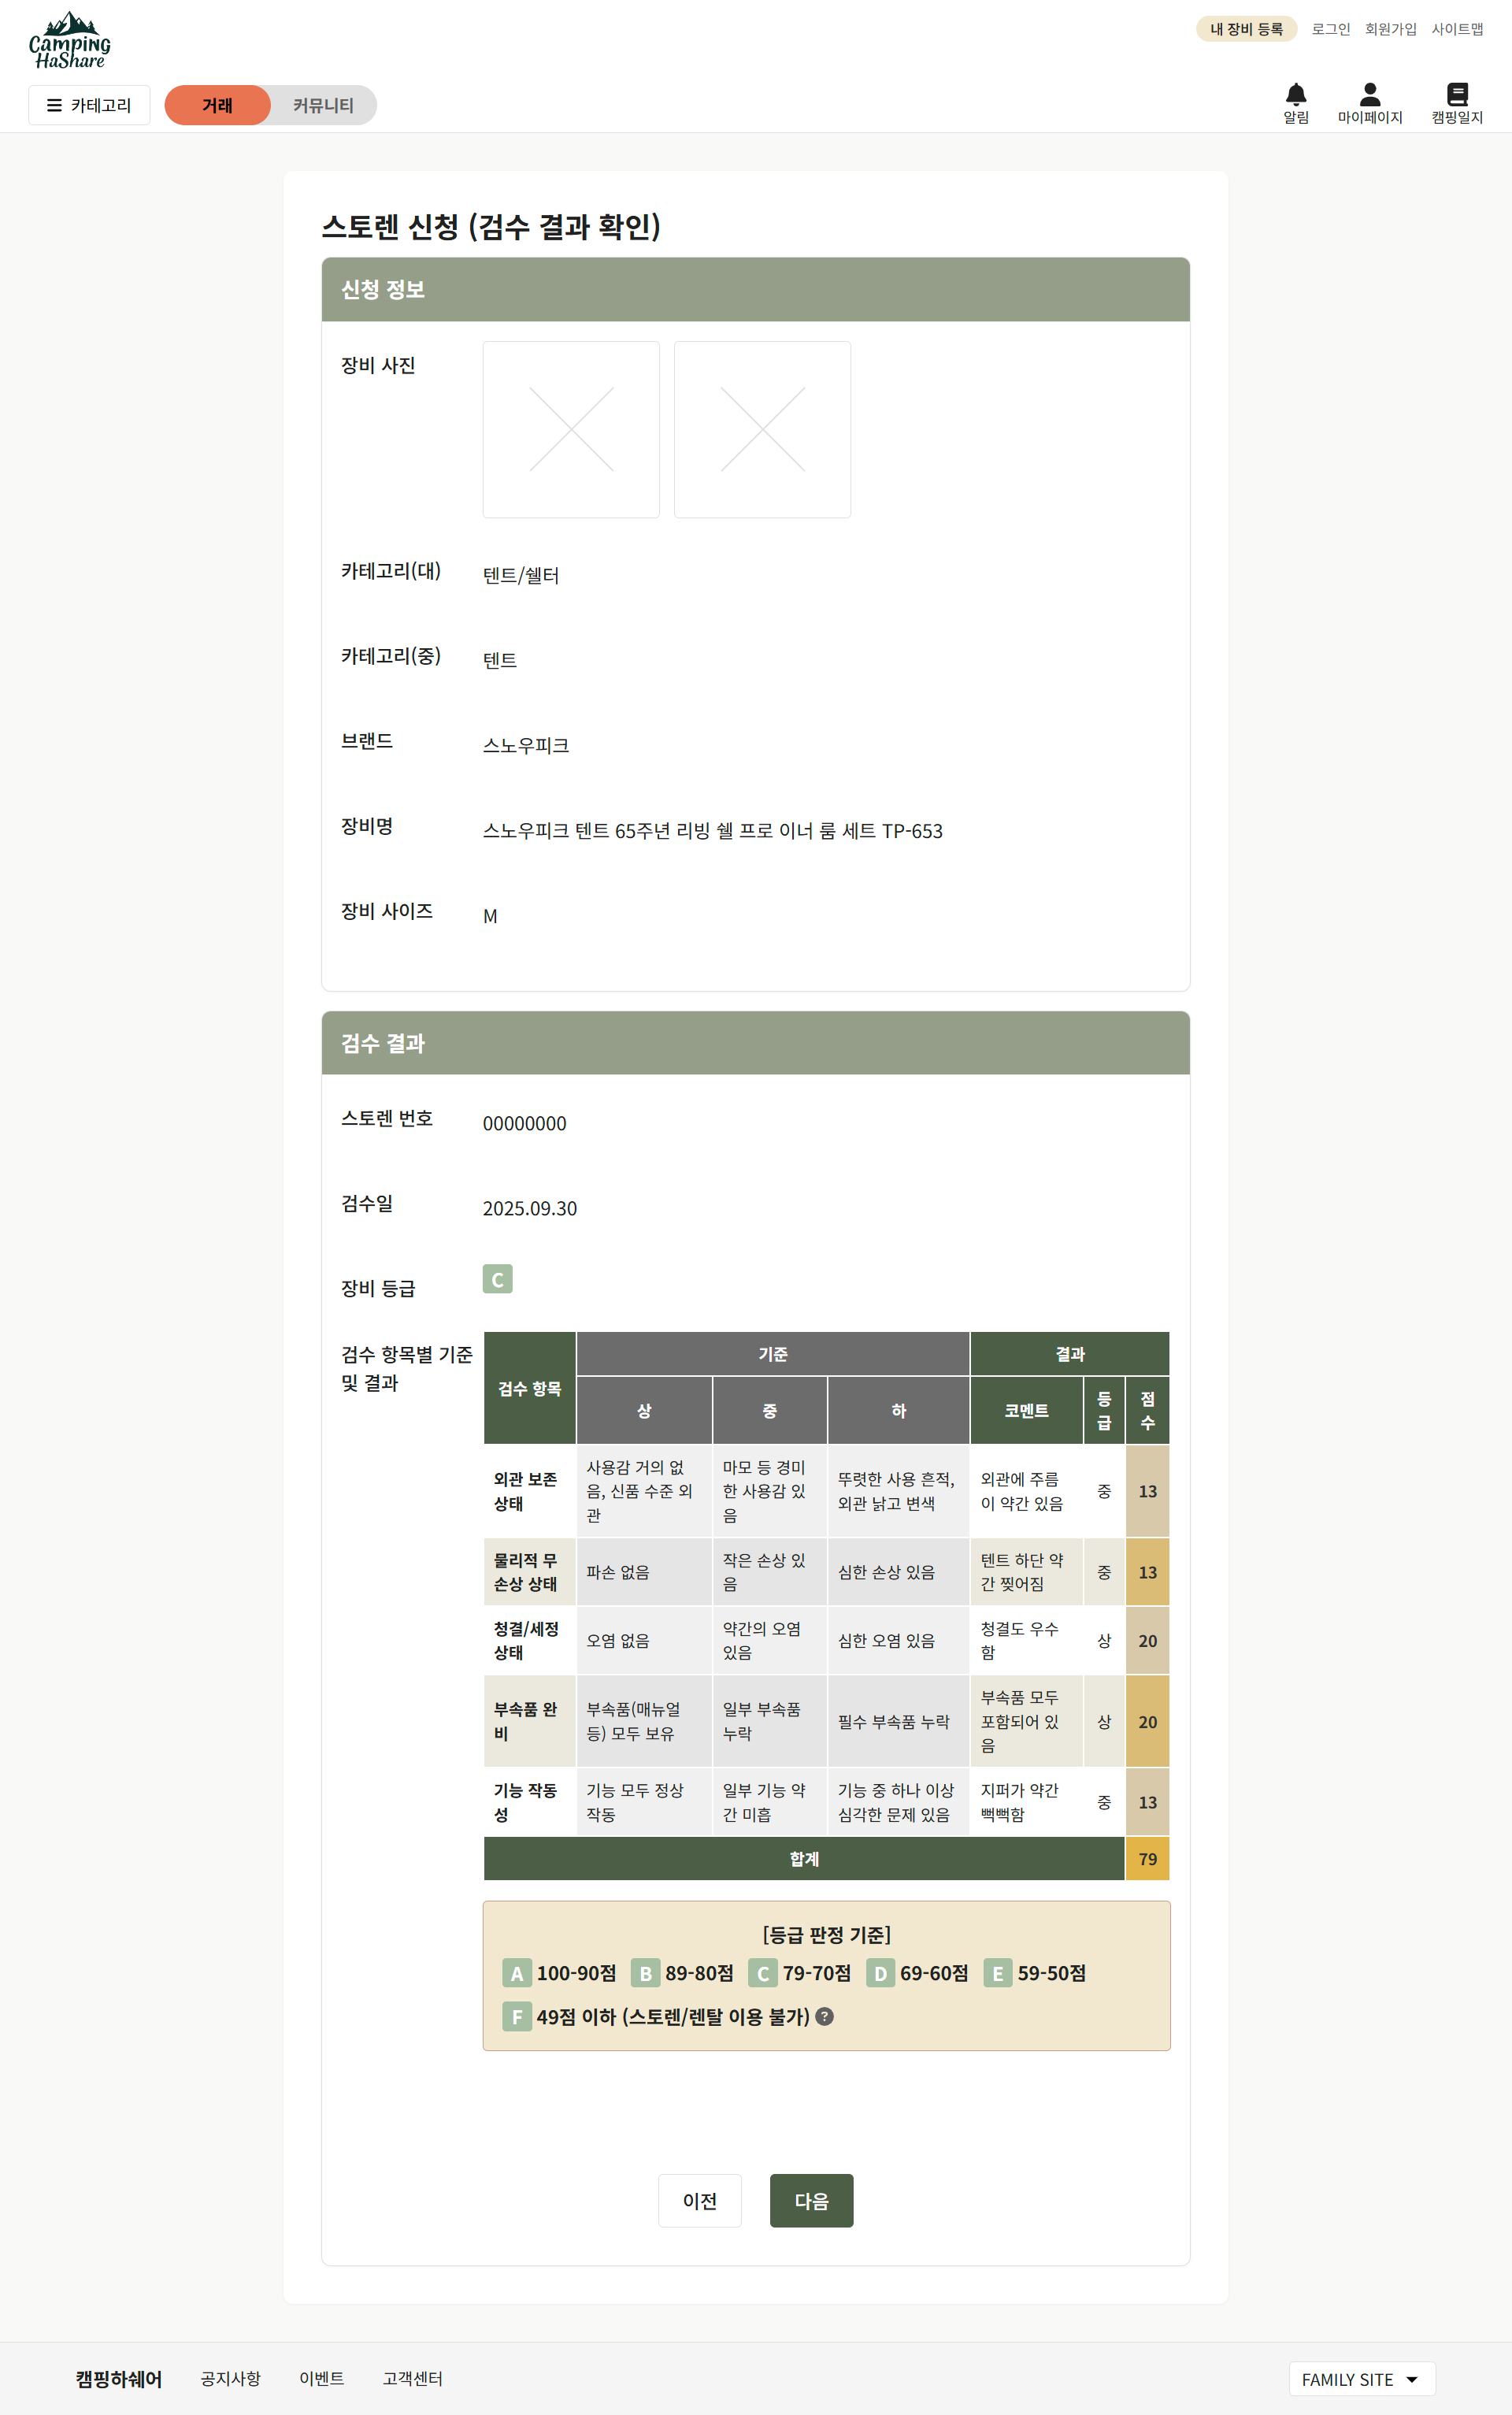 Camping
HaShare
내 장비 등록 로그인 회원가입 사이트맵
카테고리 거래 커뮤니티
알림 마이페이지 캠핑일지
스토렌 신청 (검수 결과 확인)
신청 정보
장비 사진
카테고리(대) 텐트/쉘터
카테고리(중) 텐트
브랜드 스노우피크
장비명 스노우피크 텐트 65주년 리빙 쉘 프로 이너 룸 세트 TP-653
장비 사이즈 M
검수 결과
스토렌 번호 00000000
검수일 2025.09.30
장비 등급 C
검수 항목별 기준
및 결과
검수 항목
기준
결과
상
중
하
코멘트
등
급
점
수
외관 보존
상태
사용감 거의 없
음, 신품 수준 외
관
마모 등 경미
한 사용감 있
음
뚜렷한 사용 흔적,
외관 낡고 변색
외관에 주름
이 약간 있음
중
13
물리적 무
손상 상태
파손 없음
작은 손상 있
음
심한 손상 있음
텐트 하단 약
간 찢어짐
중
13
청결/세정
상태
오염 없음
약간의 오염
있음
심한 오염 있음
청결도 우수
함
상
20
부속품 완
비
부속품(매뉴얼
등) 모두 보유
일부 부속품
누락
필수 부속품 누락
부속품 모두
포함되어 있
음
상
20
기능 작동
성
기능 모두 정상
작동
일부 기능 약
간 미흡
기능 중 하나 이상
심각한 문제 있음
지퍼가 약간
뻑뻑함
중
13
합계
79
[등급 판정 기준]
A 100-90점 B 89-80점 C 79-70점 D 69-60점 E 59-50점
F 49점 이하 (스토렌/렌탈 이용 불가) ?
이전 다음
캠핑하쉐어 공지사항 이벤트 고객센터 FAMILY SITE